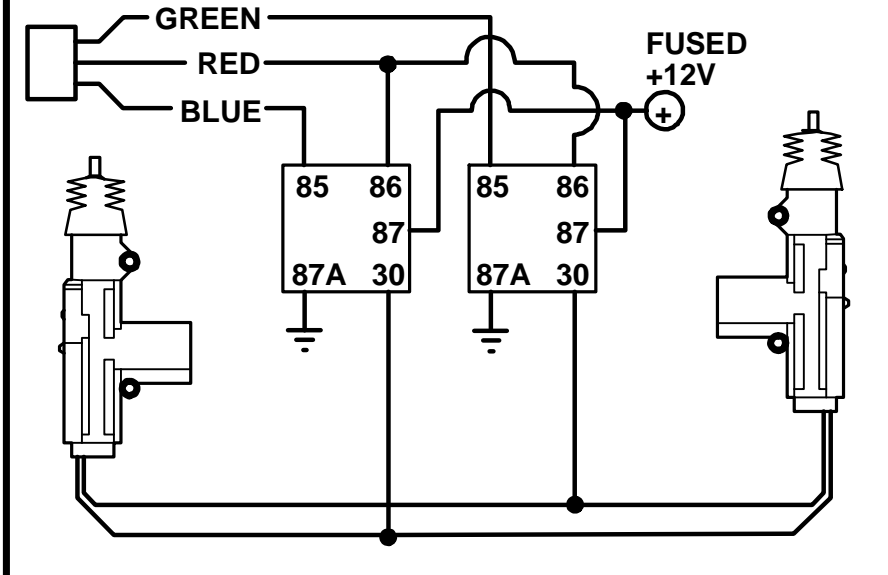 GREEN
RED
BLUE
FUSED
+12V
+
85 86
87
87A 30
85 86
87
87A 30